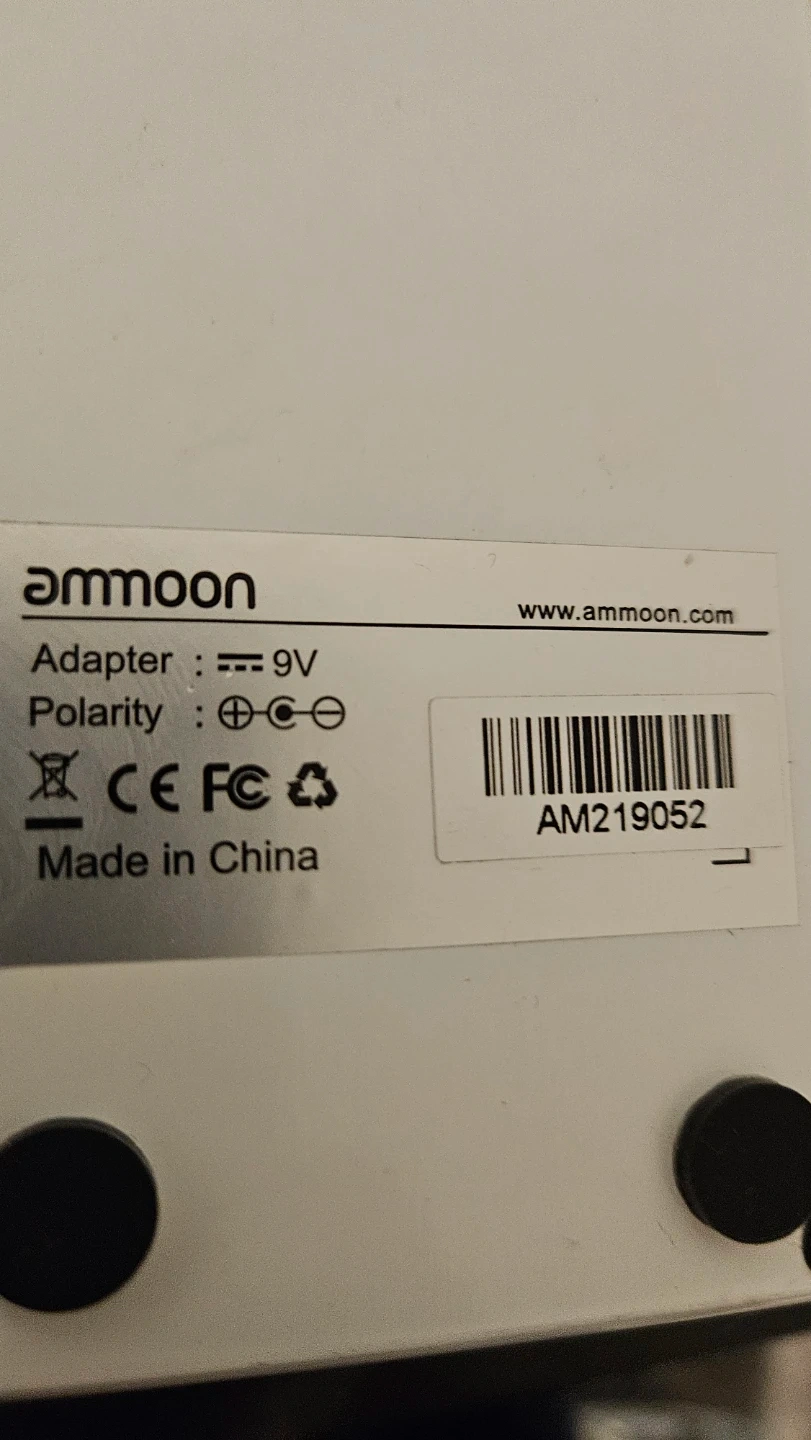 ammoon
www.ammoon.com
Adapter : 9V
Polarity :
CE FC
Made in China
AM219052